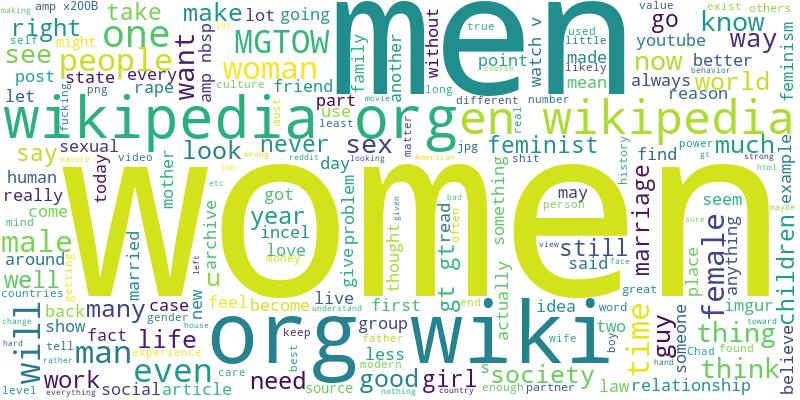 making amp x200B
take
make
lot
going
family
men
another
without
watch v
true
used
little
made
likely
value
exist
others
right
self
might
yet
one
want
MGTOW
point
go
know
youtube
way
feminism
see
people
amp nbsp
woman
now
better
post
state
every
culture
friend
mean
always
world
let
png
rape
part
long
different
number
reason
fucking
must
movie
course
behavior
wikipedia org
en wikipedia
use
least
matter
real
say
sexual
look
never
sex
jpg
feminist
find
power
gt
much
human
nature
today
video
mother
day
reddit
looking
American
shit
history
strong
html
example
really
job
wrong
women
etc
given
bad
something
may
person
seem
maybe
come
got
problem
thought
read
often
mind
year
incel
love
give
gt gt
marriage
female
anything
children
male
around
archive
u
money
actually
view
still
said
face
sure
place
well
getting
married
left
feel
become
live
first
end
idea
word
great
imgur
believe
countries
many
case
new
understand
change
back
show
gender
house
org
wiki
group
father
wife
boy
two
time
guy
someone
thing
toward
will
hard
tell
fact
life
keep
less
hand
Chad
found
man
rather
experience
even
care
best
modern
s
society
think
level
work
social
article
need
source
good
girl
enough
partner
law
relationship
everything
nothing
country